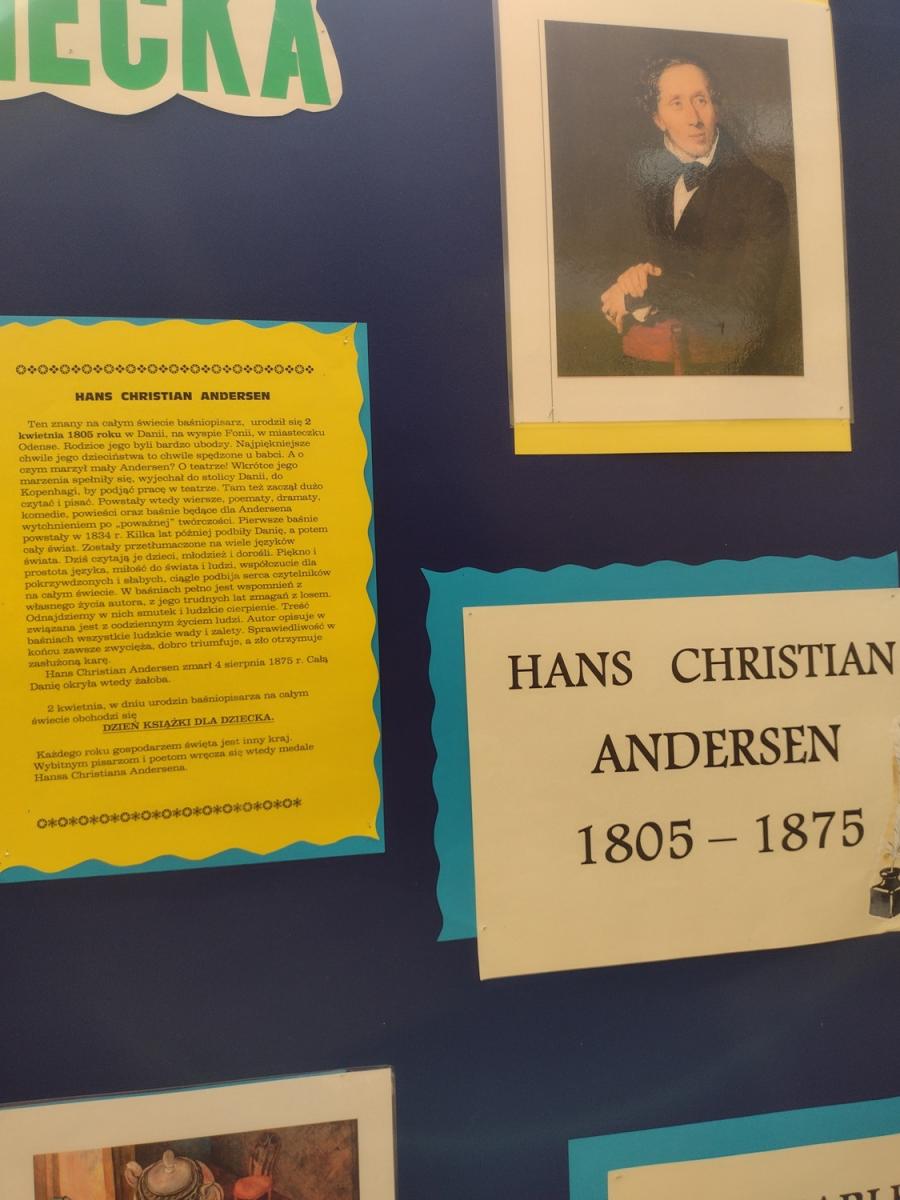 IECKA
HANS CHRISTIAN ANDERSEN
Ten znany na całym świecie baśniopisarz, urodził się 2
kwietnia 1805 roku w Danii, na wyspie Fonii, w miasteczku
Odense. Rodzice jego byli bardzo ubodzy. Najpiękniejsze
chwile jego dzieciństwa to chwile spędzone u babci. A o
czym marzył mały Andersen? O teatrze! Wkrótce jego
marzenia spełniły się, wyjechał do stolicy Danii, do
Kopenhagi, by podjąć pracę w teatrze. Tam też zaczął dużo
czytać i pisać. Powstały wtedy wiersze, poematy, dramaty,
komedie, powieści oraz baśnie będące dla Andersena
wytchnieniem po „poważnej” twórczości. Pierwsze baśnie
powstały w 1834 r. Kilka lat później podbiły Danię, a potem
cały świat. Zostały przetłumaczone na wiele języków
świata. Dziś czytają je dzieci, młodzież i dorośli. Piękno i
prostota języka, miłość do świata i ludzi, współczucie dla
pokrzywdzonych i słabych, ciągle podbija serca czytelników
na całym świecie. W baśniach pełno jest wspomnień z
własnego życia autora, z jego trudnych lat zmagań z losem.
Odnajdziemy w nich smutek i ludzkie cierpienie. Treść
związana jest z codziennym życiem ludzi. Autor opisuje w
baśniach wszystkie ludzkie wady i zalety. Sprawiedliwość w
końcu zawsze zwycięża, dobro triumfuje, a zło otrzymuje
zasłużoną karę.
Hans Christian Andersen zmarł 4 sierpnia 1875 r. Całą
Danię okryła wtedy żałoba.
2 kwietnia, w dniu urodzin baśniopisarza na całym
świecie obchodzi się
DZIEŃ KSIĄŻKI DLA DZIECKA.
Każdego roku gospodarzem święta jest inny kraj.
Wybitnym pisarzom i poetom wręcza się wtedy medale
Hansa Christiana Andersena.
HANS CHRISTIAN
ANDERSEN
1805 – 1875